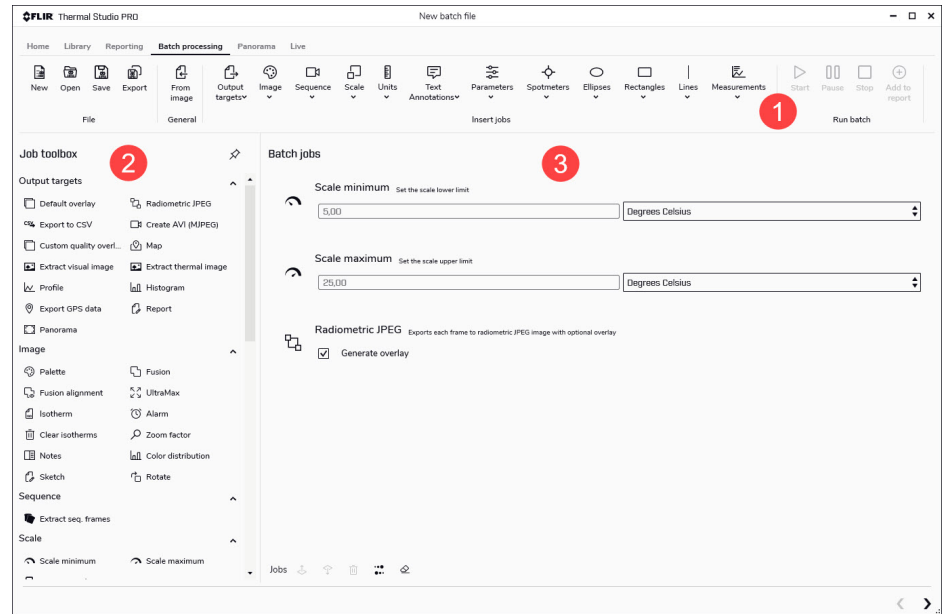 FLIR Thermal Studio PRO
New batch file
Home Library Reporting Batch processing Panorama Live
New Open Save Export From image Output targets Image Sequence Scale Units Text Annotations Parameters Spotmeters Ellipses Rectangles Lines Measurements Start Pause Stop Add to report
1
File General Insert jobs Run batch
Job toolbox
2
Output targets
Default overlay Radiometric JPEG
CSV Export to CSV Create AVI (MJPEG)
Custom quality overl... Map
Extract visual image Extract thermal image
Profile Histogram
Export GPS data Report
Panorama
Image
Palette Fusion
Fusion alignment UltraMax
Isotherm Alarm
Clear isotherms Zoom factor
Notes Color distribution
Sketch Rotate
Sequence
Extract seq. frames
Scale
Scale minimum Scale maximum
Batch jobs
3
Scale minimum Set the scale lower limit
5,00 Degrees Celsius
Scale maximum Set the scale upper limit
25,00 Degrees Celsius
Radiometric JPEG Exports each frame to radiometric JPEG image with optional overlay
Generate overlay
Jobs